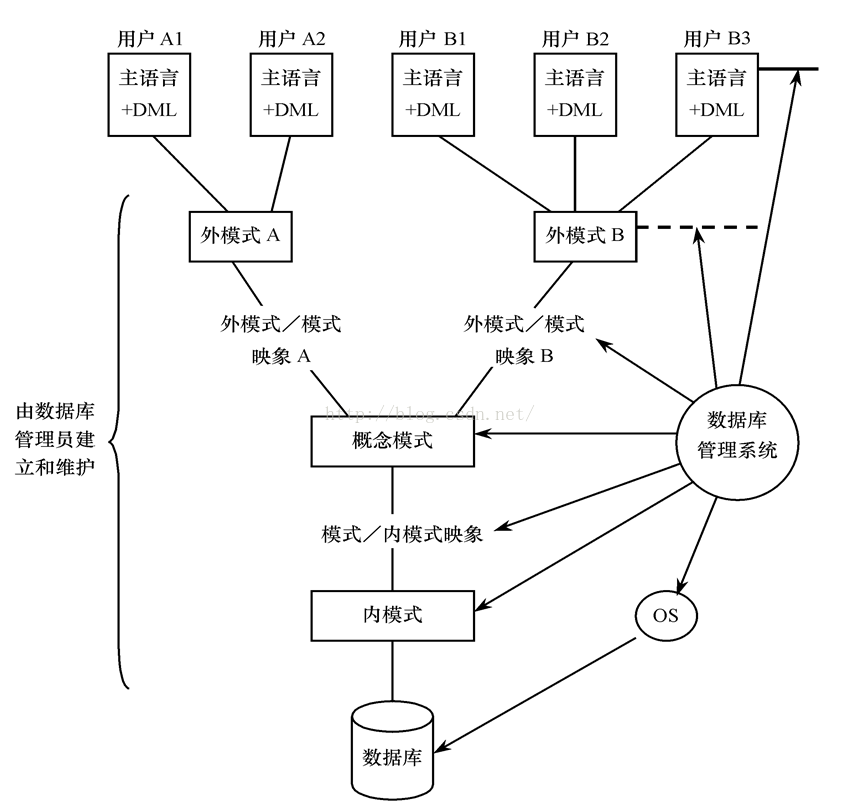 用户 A1
用户 A2
用户 B1
用户 B2
用户 B3
主语言
+DML
主语言
+DML
主语言
+DML
主语言
+DML
主语言
+DML
外模式 A
外模式 B
外模式／模式
映象 A
外模式／模式
映象 B
由数据库
管理员建
立和维护
http://blog.csdn.net/
概念模式
数据库
管理系统
模式／内模式映象
内模式
OS
数据库